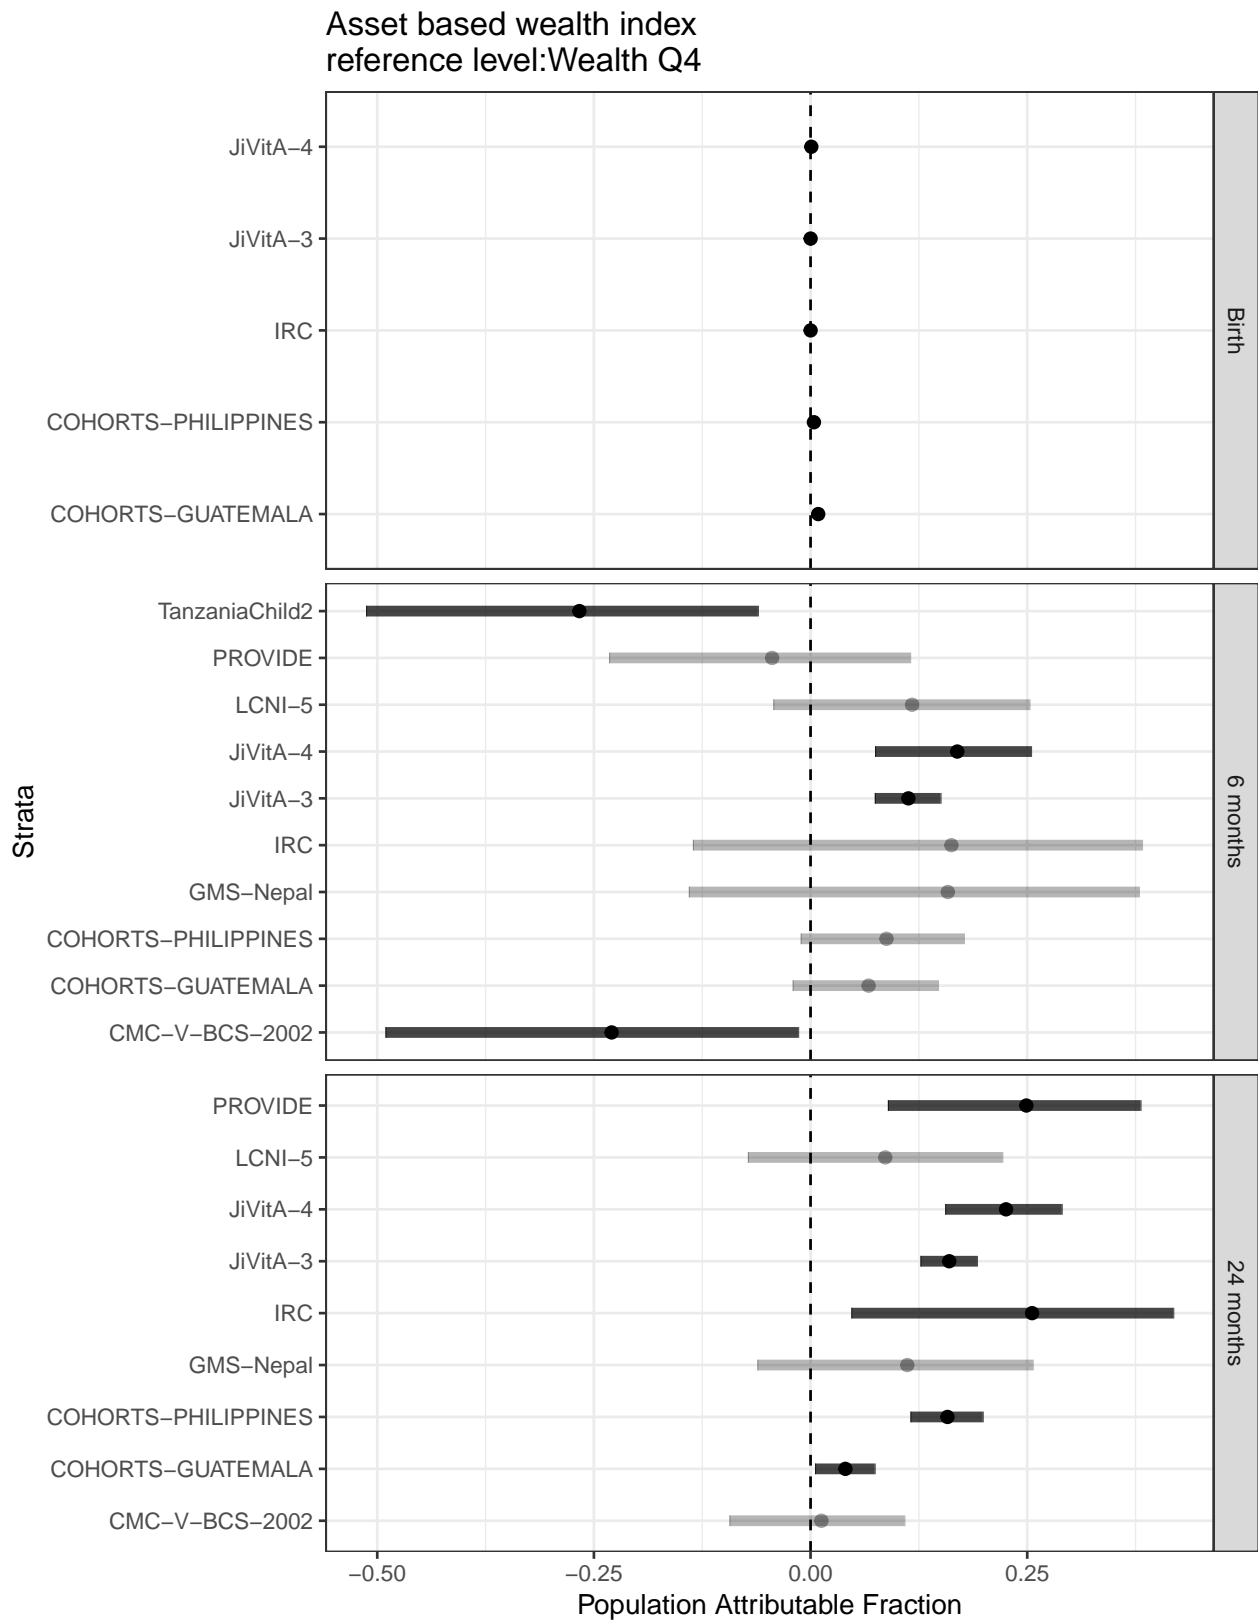 Asset based wealth index
reference level:Wealth Q4
JiVitA−4
JiVitA−3
IRC
COHORTS−PHILIPPINES
COHORTS−GUATEMALA
Birth
TanzaniaChild2
PROVIDE
LCNI−5
JiVitA−4
JiVitA−3
IRC
GMS−Nepal
COHORTS−PHILIPPINES
COHORTS−GUATEMALA
CMC−V−BCS−2002
6 months
Strata
PROVIDE
LCNI−5
JiVitA−4
JiVitA−3
IRC
GMS−Nepal
COHORTS−PHILIPPINES
COHORTS−GUATEMALA
CMC−V−BCS−2002
24 months
−0.50 −0.25 0.00 0.25
Population Attributable Fraction